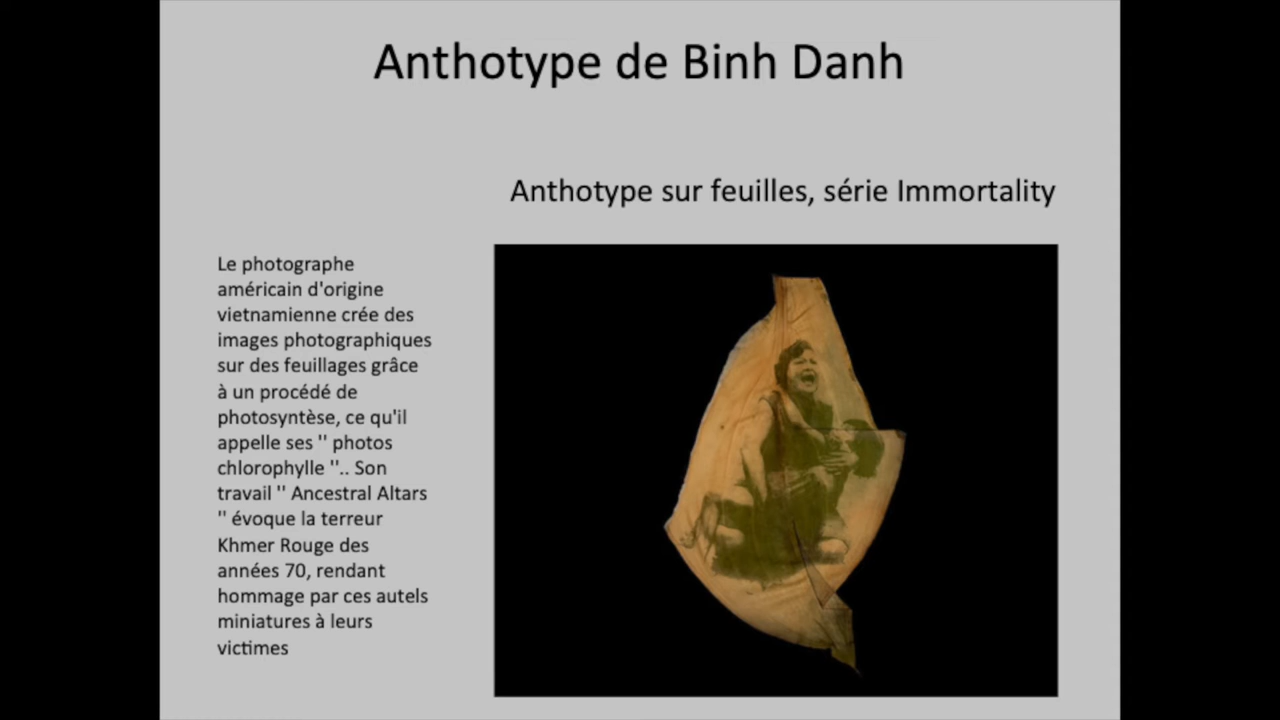 Anthotype de Binh Danh
Anthotype sur feuilles, série Immortality
Le photographe
américain d'origine
vietnamienne crée des
images photographiques
sur des feuillages grâce
à un procédé de
photosyntèse, ce qu'il
appelle ses '' photos
chlorophylle ''.. Son
travail '' Ancestral Altars
'' évoque la terreur
Khmer Rouge des
années 70, rendant
hommage par ces autels
miniatures à leurs
victimes